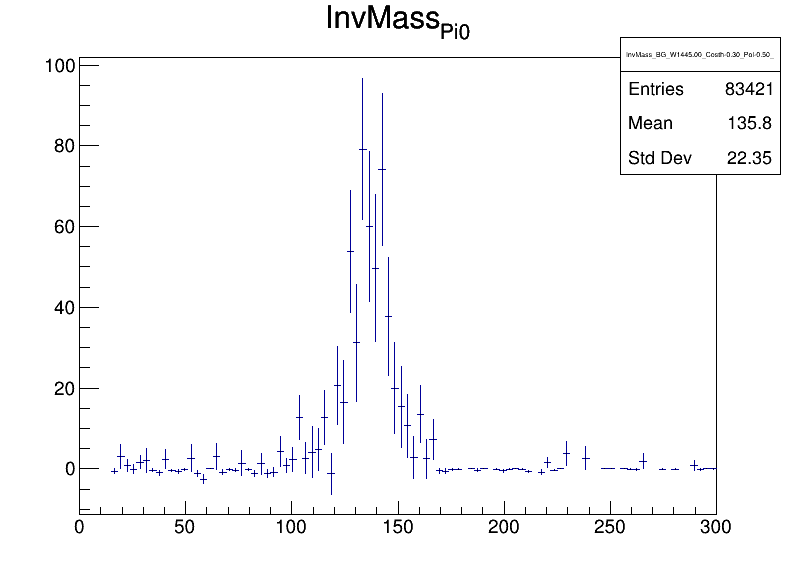 InvMassPi0
InvMass_BG_W1445.00_Costh-0.30_Pol-0.50_
Entries 83421
Mean 135.8
Std Dev 22.35
100
80
60
40
20
0
0 50 100 150 200 250 300